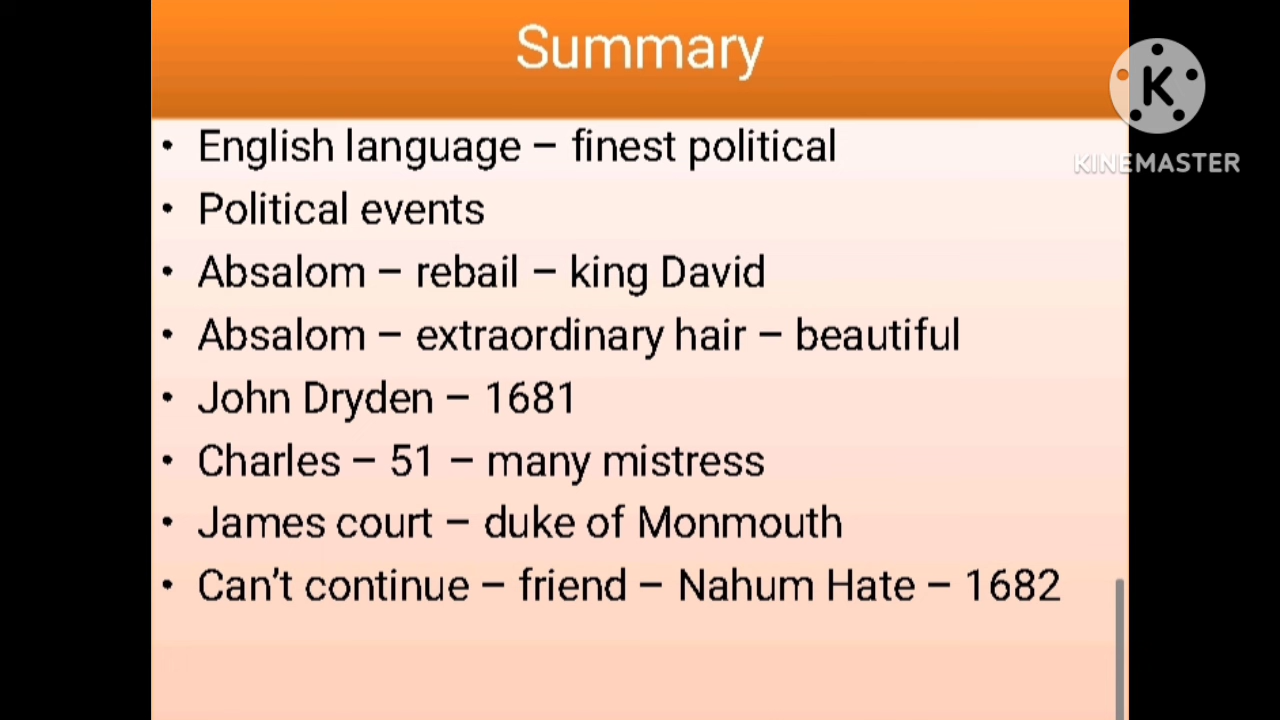 Summary
K
KINEMASTER
• English language – finest political
• Political events
• Absalom – rebail – king David
• Absalom – extraordinary hair – beautiful
• John Dryden – 1681
• Charles – 51 – many mistress
• James court – duke of Monmouth
• Can't continue – friend – Nahum Hate – 1682